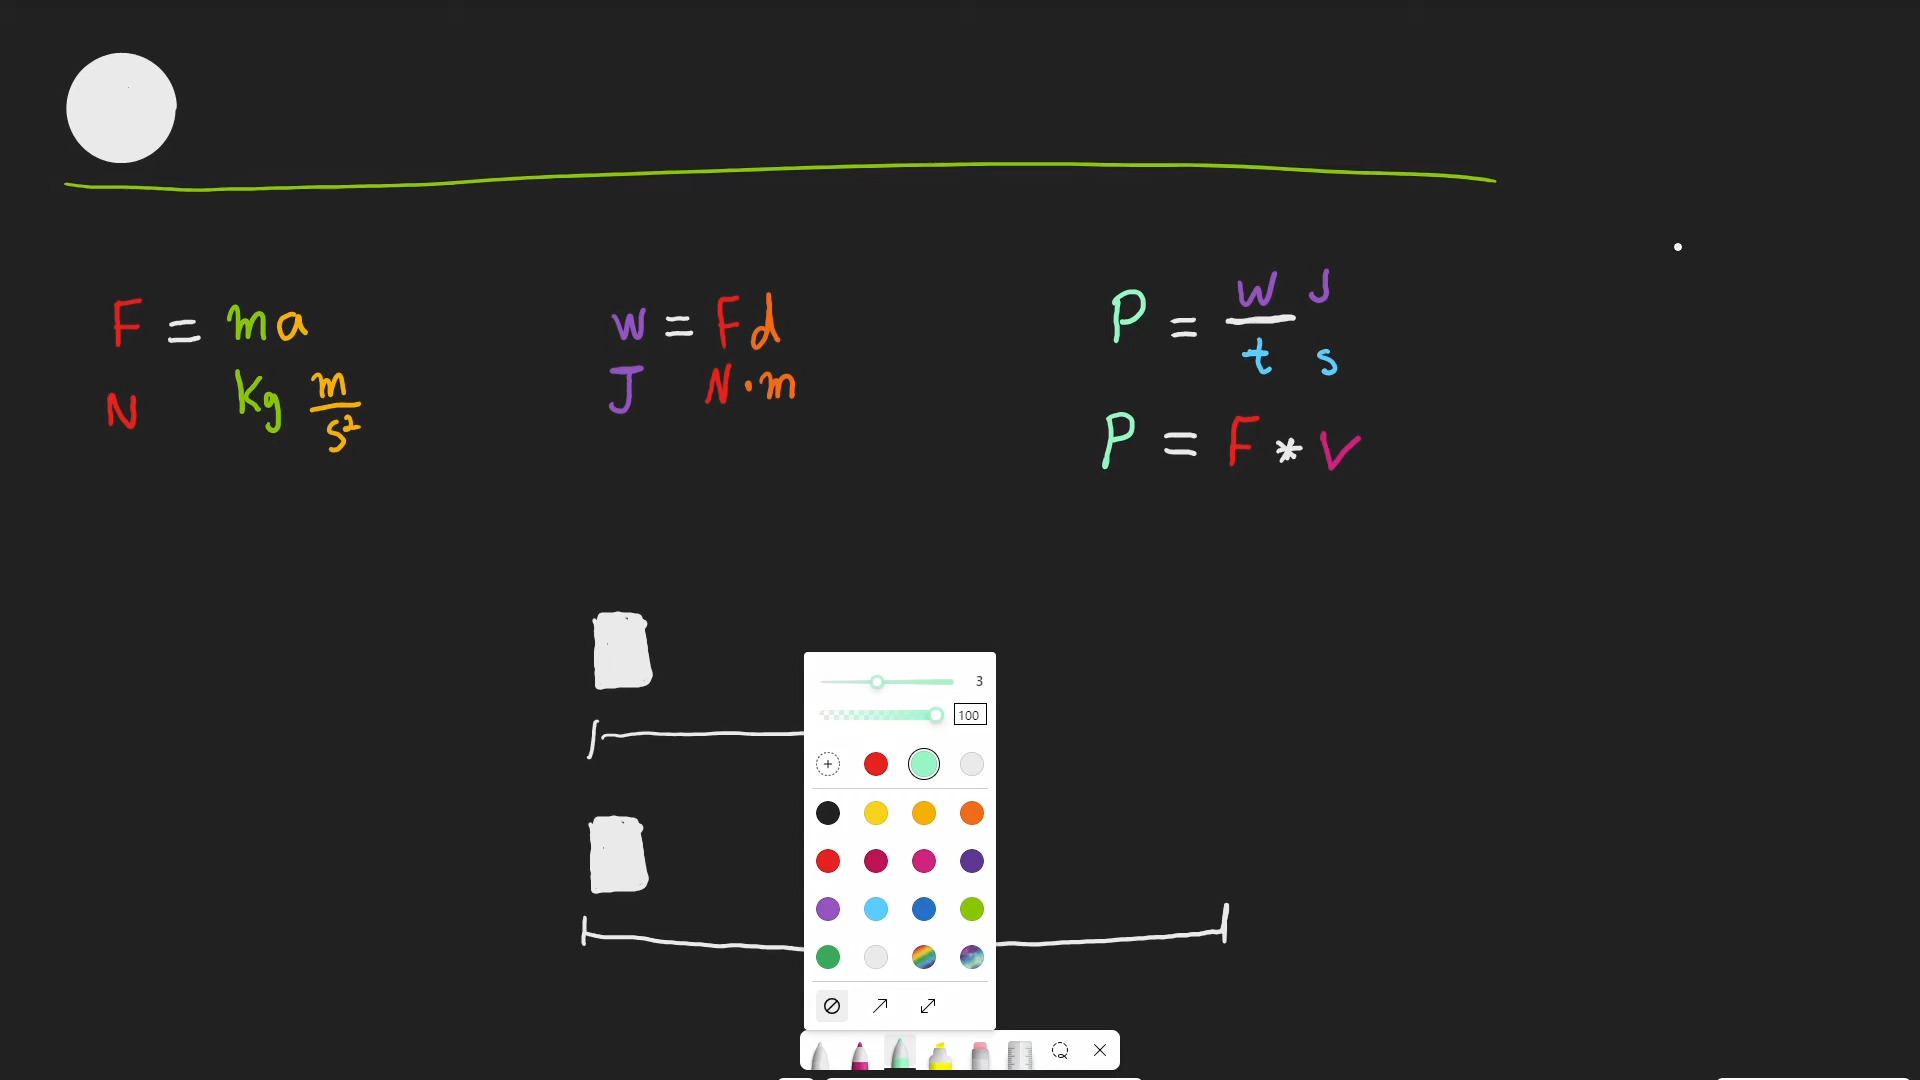 F = ma
N kg m/s²
W = Fd
J N·m
P = W/t J s
P = F * V
3
100